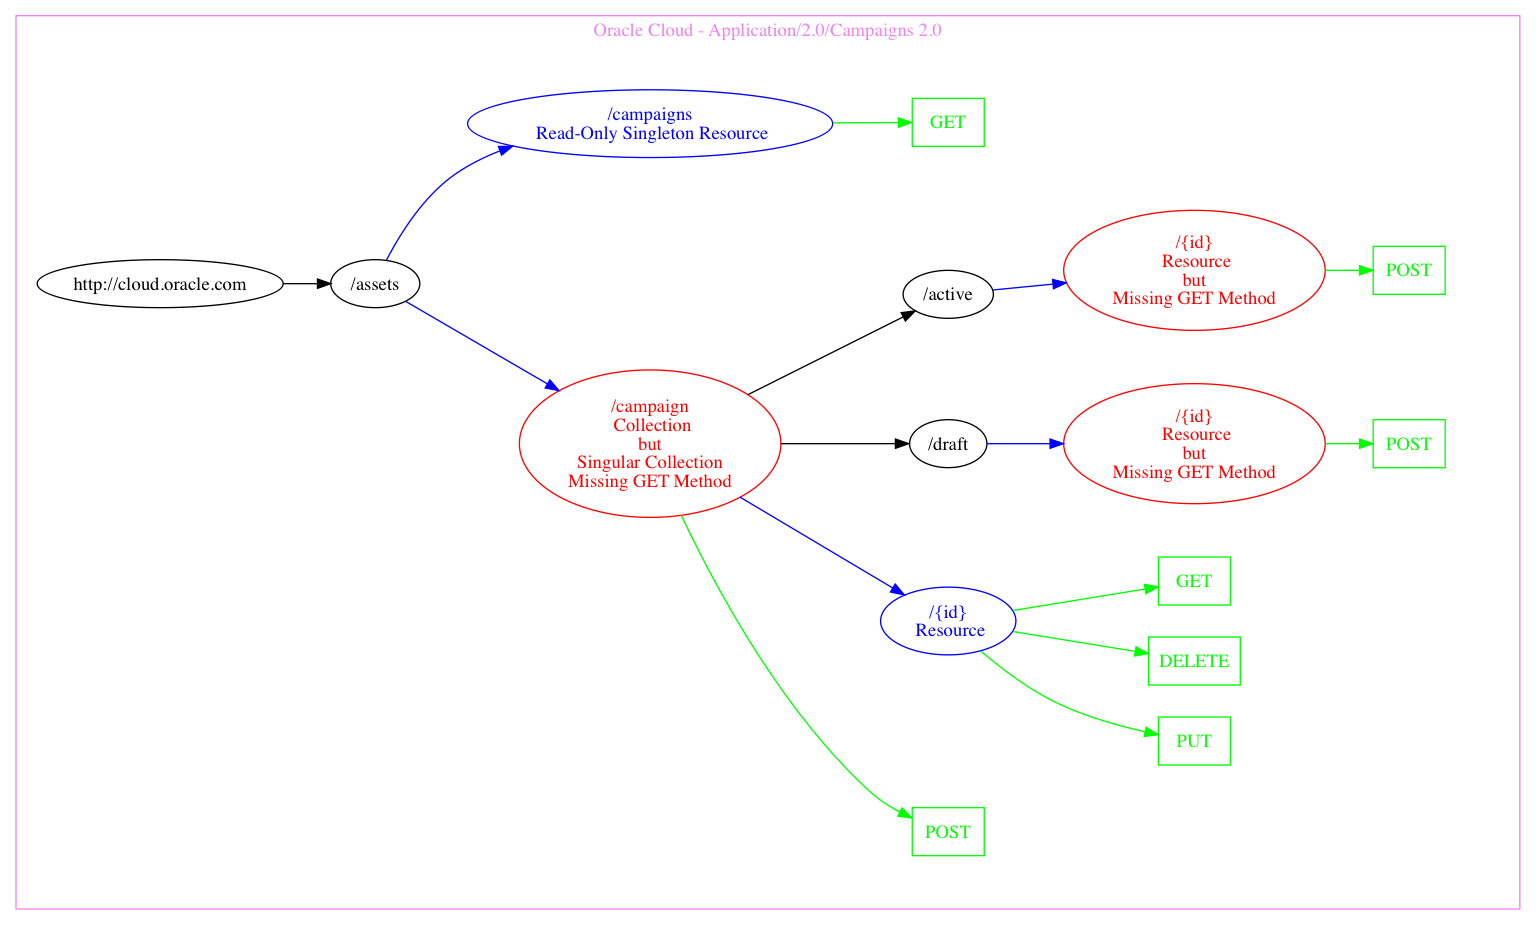 Oracle Cloud - Application/2.0/Campaigns 2.0
/campaigns
Read-Only Singleton Resource
GET
http://cloud.oracle.com
/assets
/active
/{id}
Resource
but
Missing GET Method
POST
/campaign
Collection
but
Singular Collection
Missing GET Method
/draft
/{id}
Resource
but
Missing GET Method
POST
/{id}
Resource
GET
DELETE
PUT
POST